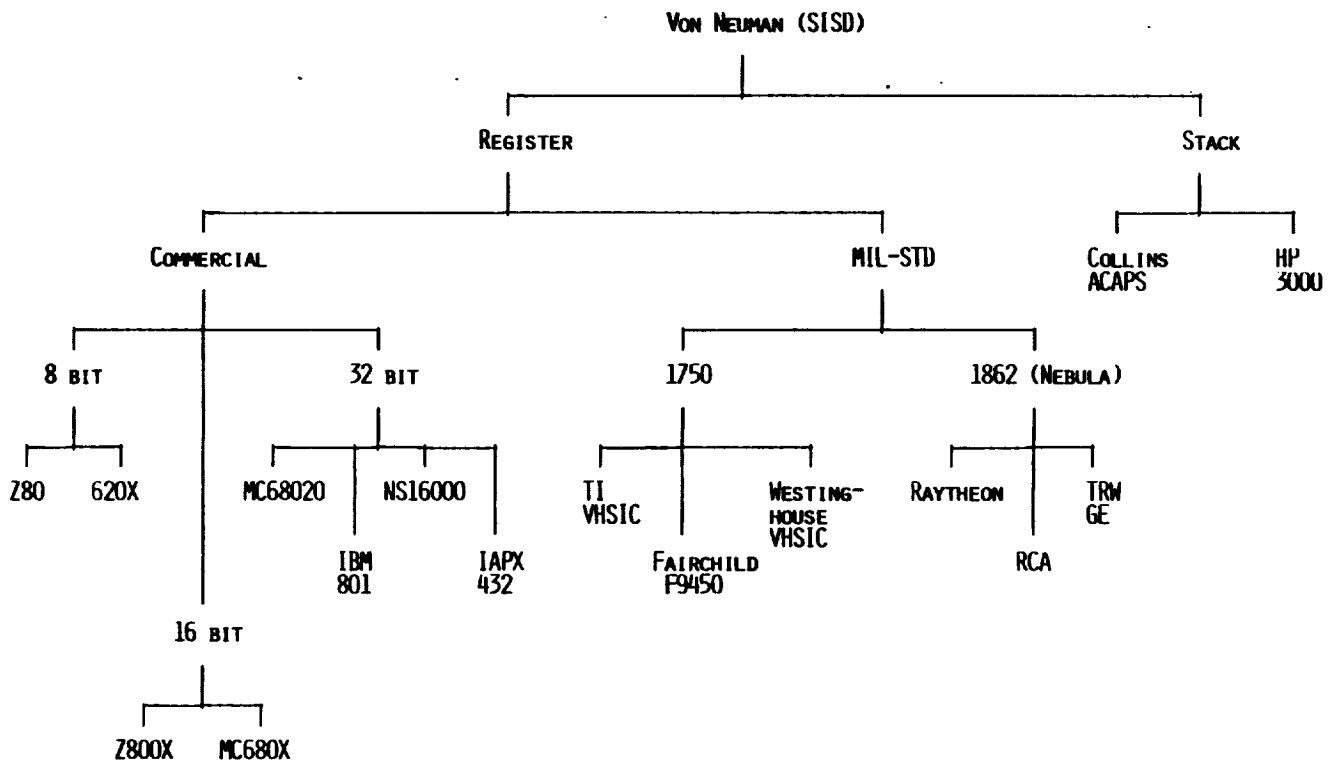 VON NEUMAN (SISD)
REGISTER
STACK
COMMERCIAL
MIL-STD
COLLINS
ACAPS
HP
3000
8 BIT
32 BIT
1750
1862 (NEBULA)
Z80
620X
MC68020
NS16000
TI
VHSIC
WESTING-
HOUSE
VHSIC
RAYTHEON
TRW
GE
IBM
801
IAPX
432
FAIRCHILD
F9450
RCA
16 BIT
Z800X
MC680X